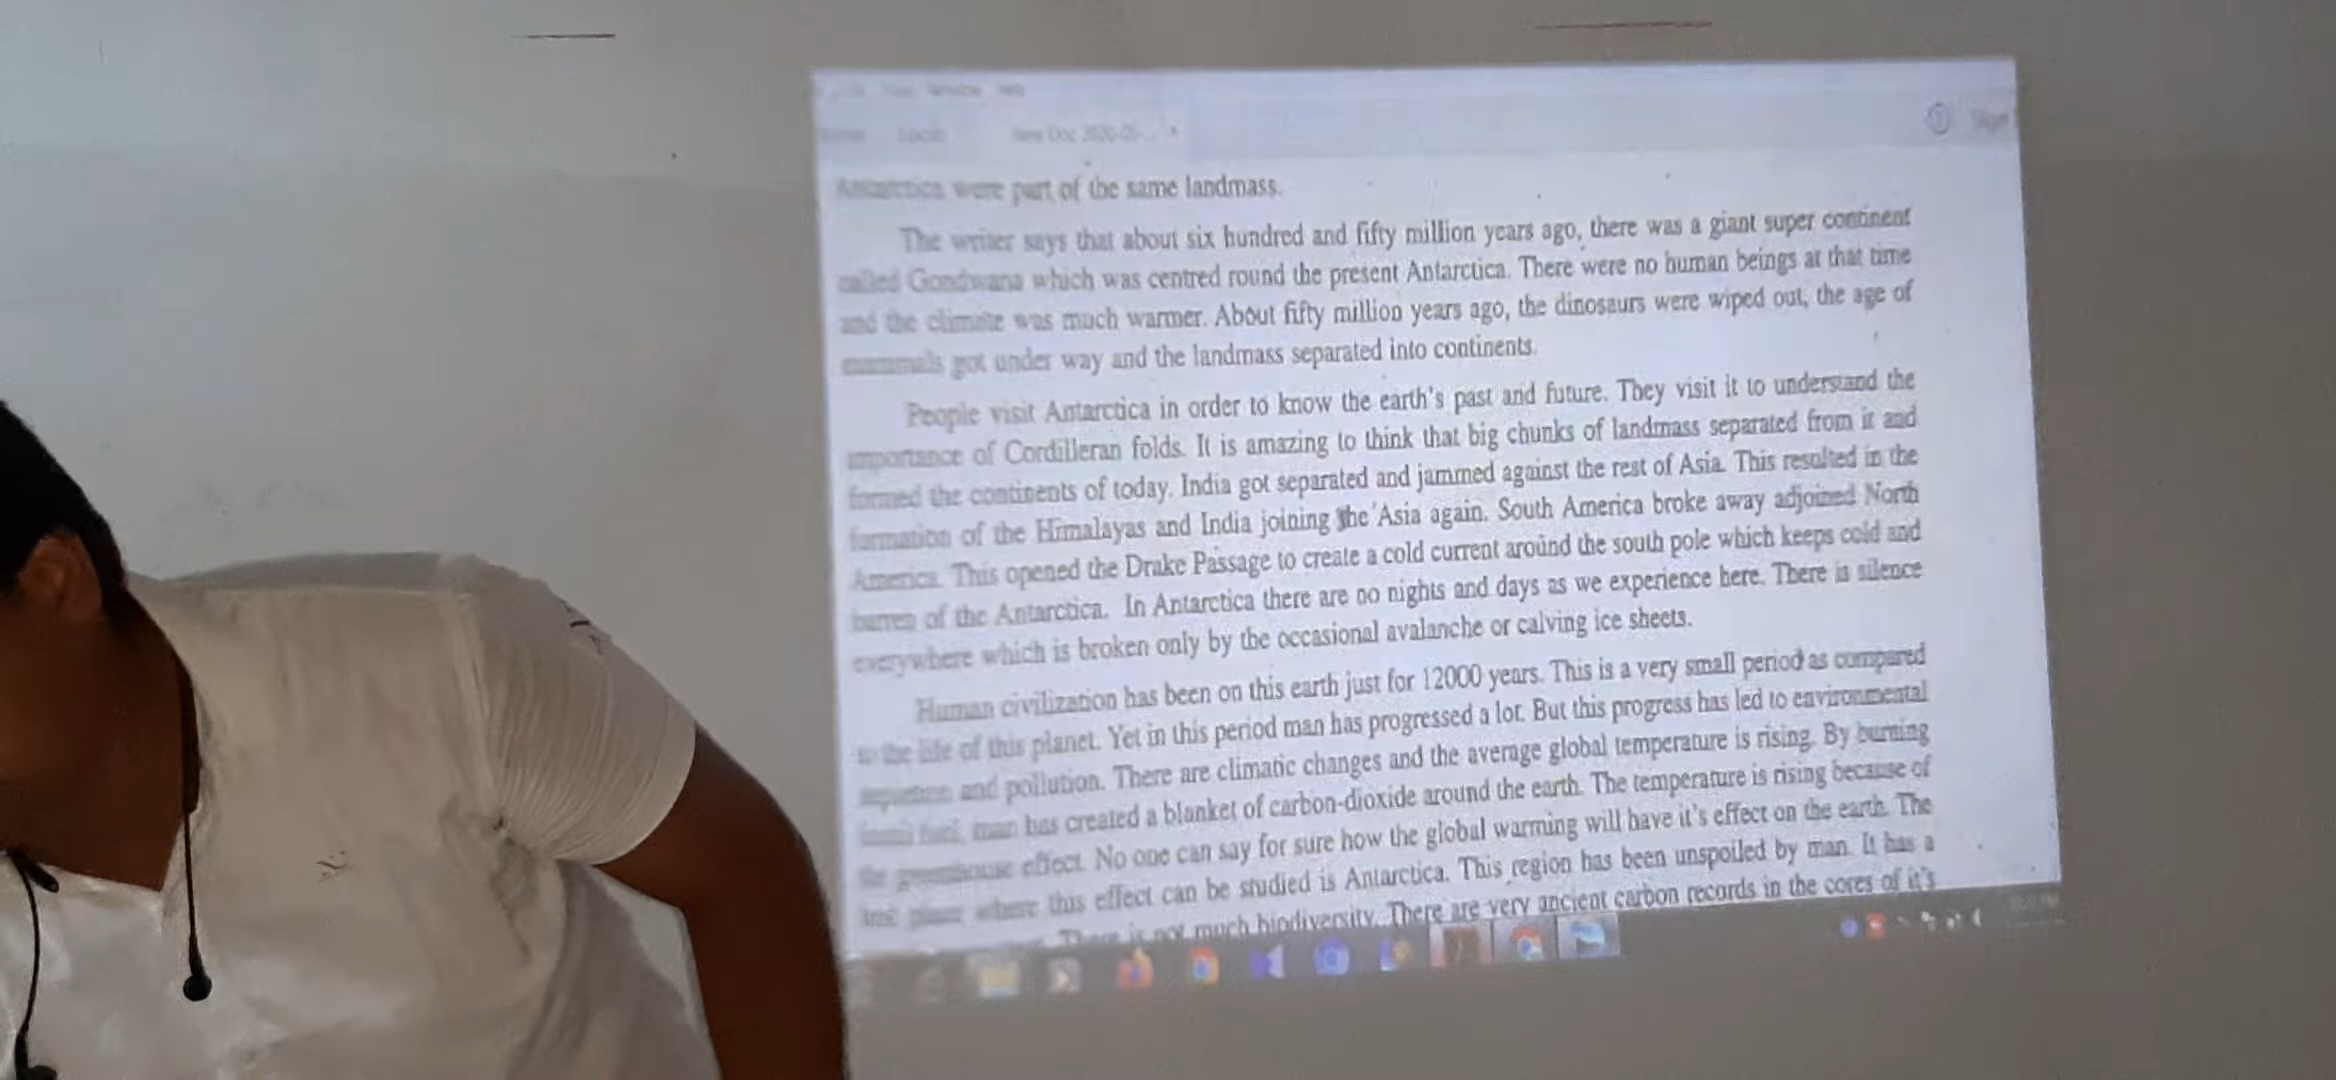 Window Help
Tools New Doc 2020-05-... × Sign
Antarctica were part of the same landmass.
The writer says that about six hundred and fifty million years ago, there was a giant super continent
called Gondwana which was centred round the present Antarctica. There were no human beings at that time
and the climate was much warmer. About fifty million years ago, the dinosaurs were wiped out, the age of
mammals got under way and the landmass separated into continents.
People visit Antarctica in order to know the earth's past and future. They visit it to understand the
importance of Cordilleran folds. It is amazing to think that big chunks of landmass separated from it and
formed the continents of today. India got separated and jammed against the rest of Asia. This resulted in the
formation of the Himalayas and India joining the Asia again. South America broke away adjoined North
America. This opened the Drake Passage to create a cold current around the south pole which keeps cold and
barren of the Antarctica. In Antarctica there are no nights and days as we experience here. There is silence
everywhere which is broken only by the occasional avalanche or calving ice sheets.
Human civilization has been on this earth just for 12000 years. This is a very small period as compared
to the life of this planet. Yet in this period man has progressed a lot. But this progress has led to environmental
and pollution. There are climatic changes and the average global temperature is rising. By burning
fossil fuel, man has created a blanket of carbon-dioxide around the earth. The temperature is rising because of
the greenhouse effect. No one can say for sure how the global warming will have it's effect on the earth. The
best place where this effect can be studied is Antarctica. This region has been unspoiled by man. It has a
There is not much biodiversity. There are very ancient carbon records in the cores of it's